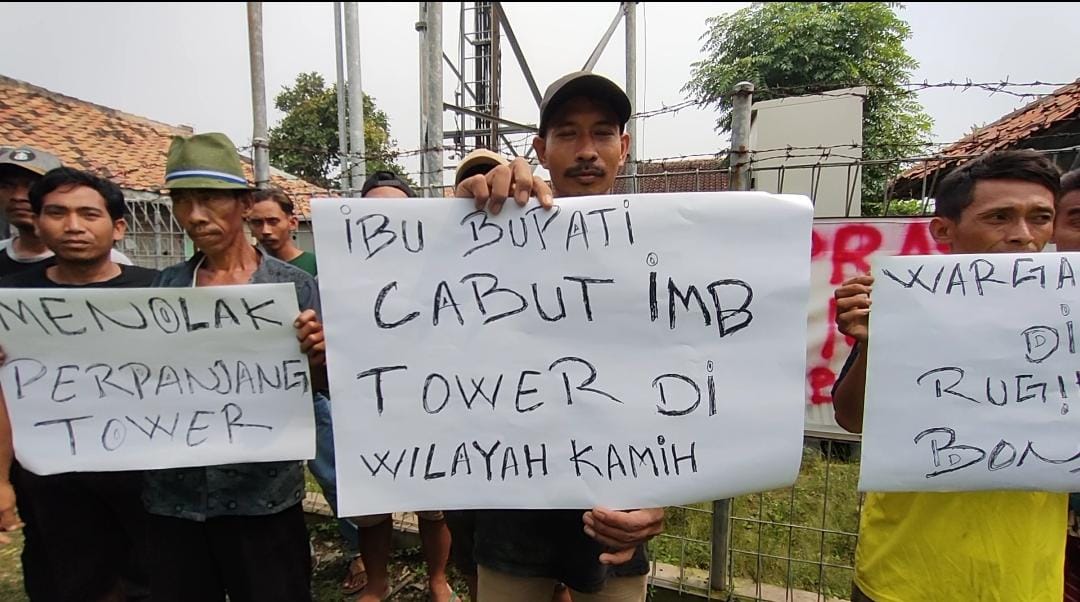 MENOLAK
PERPANJANG
TOWER
IBU BUPATI
CABUT IMB
TOWER DI
WILAYAH KAMIH
WARGA
DI
RUGI